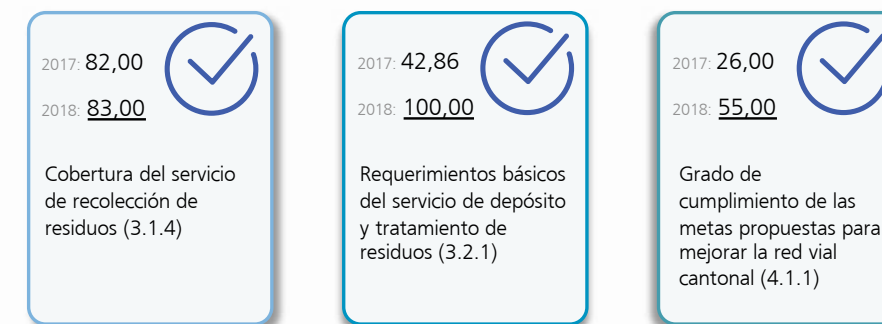 2017: 82,00
2018: 83,00
Cobertura del servicio
de recolección de
residuos (3.1.4)
2017: 42,86
2018: 100,00
Requerimientos básicos
del servicio de depósito
y tratamiento de
residuos (3.2.1)
2017: 26,00
2018: 55,00
Grado de
cumplimiento de las
metas propuestas para
mejorar la red vial
cantonal (4.1.1)